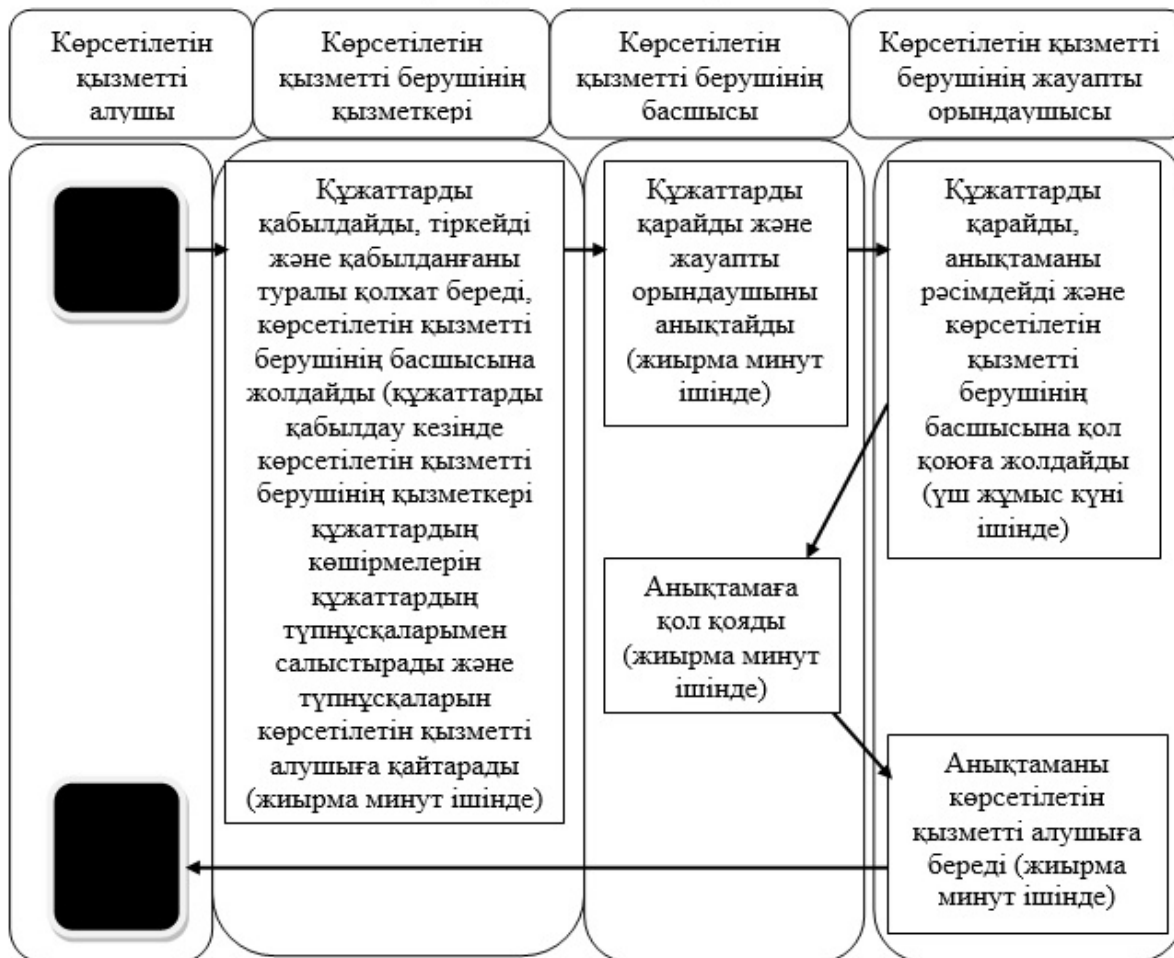 Көрсетілетін
қызметті
алушы
Көрсетілетін
қызметті берушінің
қызметкері
Көрсетілетін
қызметті берушінің
басшысы
Көрсетілетін қызметті
берушінің жауапты
орындаушысы
Құжаттарды
қабылдайды, тіркейді
және қабылданғаны
туралы қолхат береді,
көрсетілетін қызметті
берушінің басшысына
жолдайды (құжаттарды
қабылдау кезінде
көрсетілетін қызметті
берушінің қызметкері
құжаттардың
көшірмелерін
құжаттардың
түпнұсқаларымен
салыстырады және
түпнұсқаларын
көрсетілетін қызметті
алушыға қайтарады
(жиырма минут ішінде)
Құжаттарды
қарайды және
жауапты
орындаушыны
анықтайды
(жиырма минут
ішінде)
Құжаттарды
қарайды,
анықтаманы
рәсімдейді және
көрсетілетін
қызметті
берушінің
басшысына қол
қоюға жолдайды
(үш жұмыс күні
ішінде)
Анықтамаға
қол қояды
(жиырма минут
ішінде)
Анықтаманы
көрсетілетін
қызметті алушыға
береді (жиырма
минут ішінде)